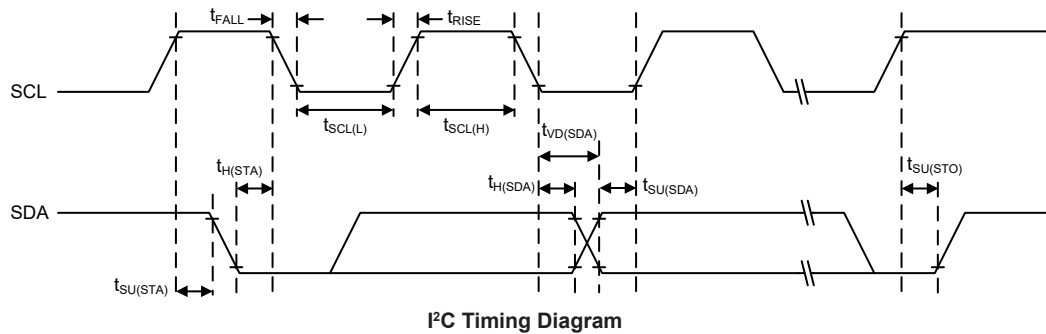 tFALL tRISE
SCL
tSCL(L) tSCL(H) tVD(SDA)
tH(STA) tH(SDA) tSU(SDA) tSU(STO)
SDA
tSU(STA)
I²C Timing Diagram